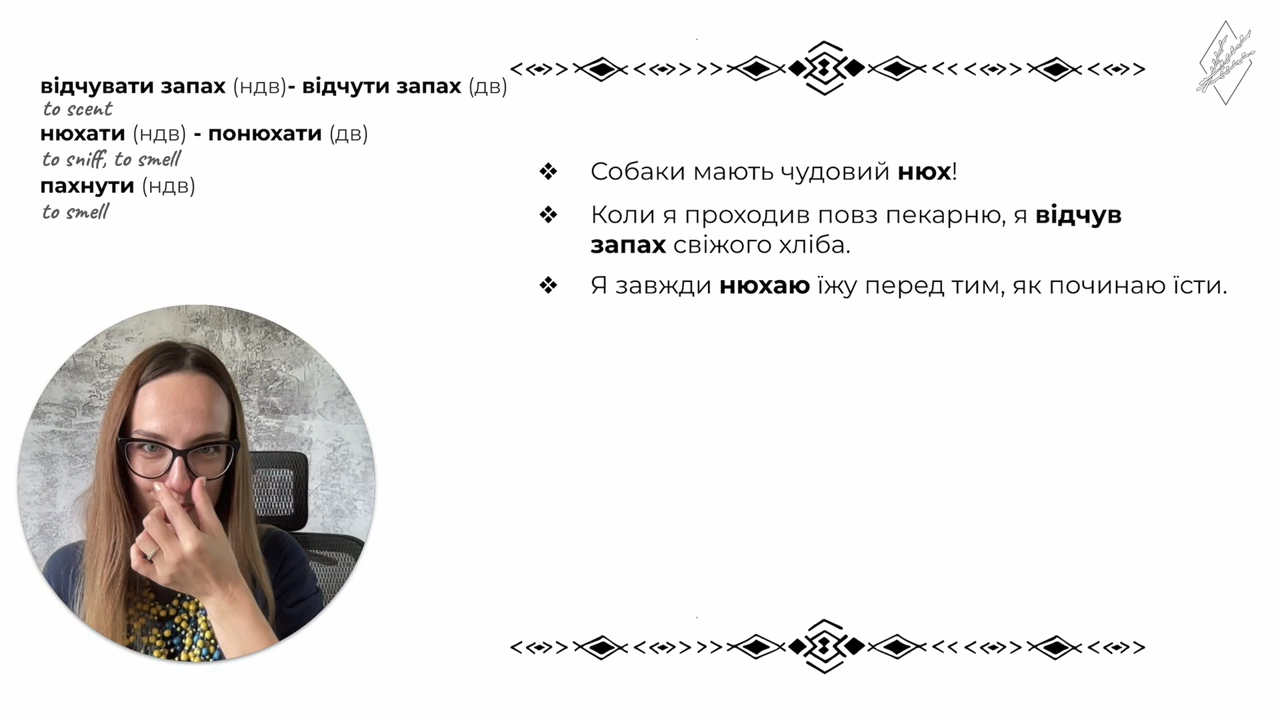 відчувати запах (ндв)- відчути запах (дв)
to scent
нюхати (ндв) - понюхати (дв)
to sniff, to smell
пахнути (ндв)
to smell
❖ Собаки мають чудовий нюх!
❖ Коли я проходив повз пекарню, я відчув
запах свіжого хліба.
❖ Я завжди нюхаю їжу перед тим, як починаю їсти.